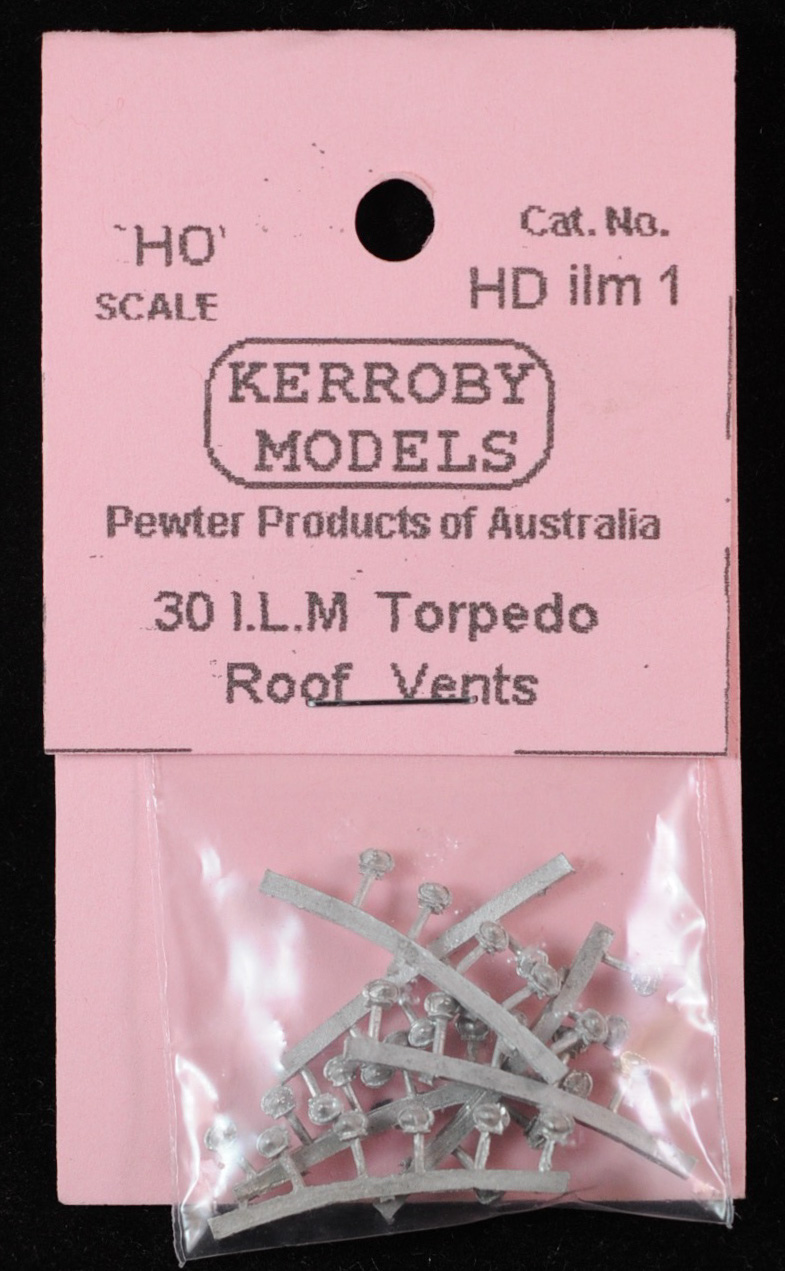 `HO'
SCALE
Cat. No.
HD ilm 1
KERROBY
MODELS
Pewter Products of Australia
30 I.L.M Torpedo
Roof Vents